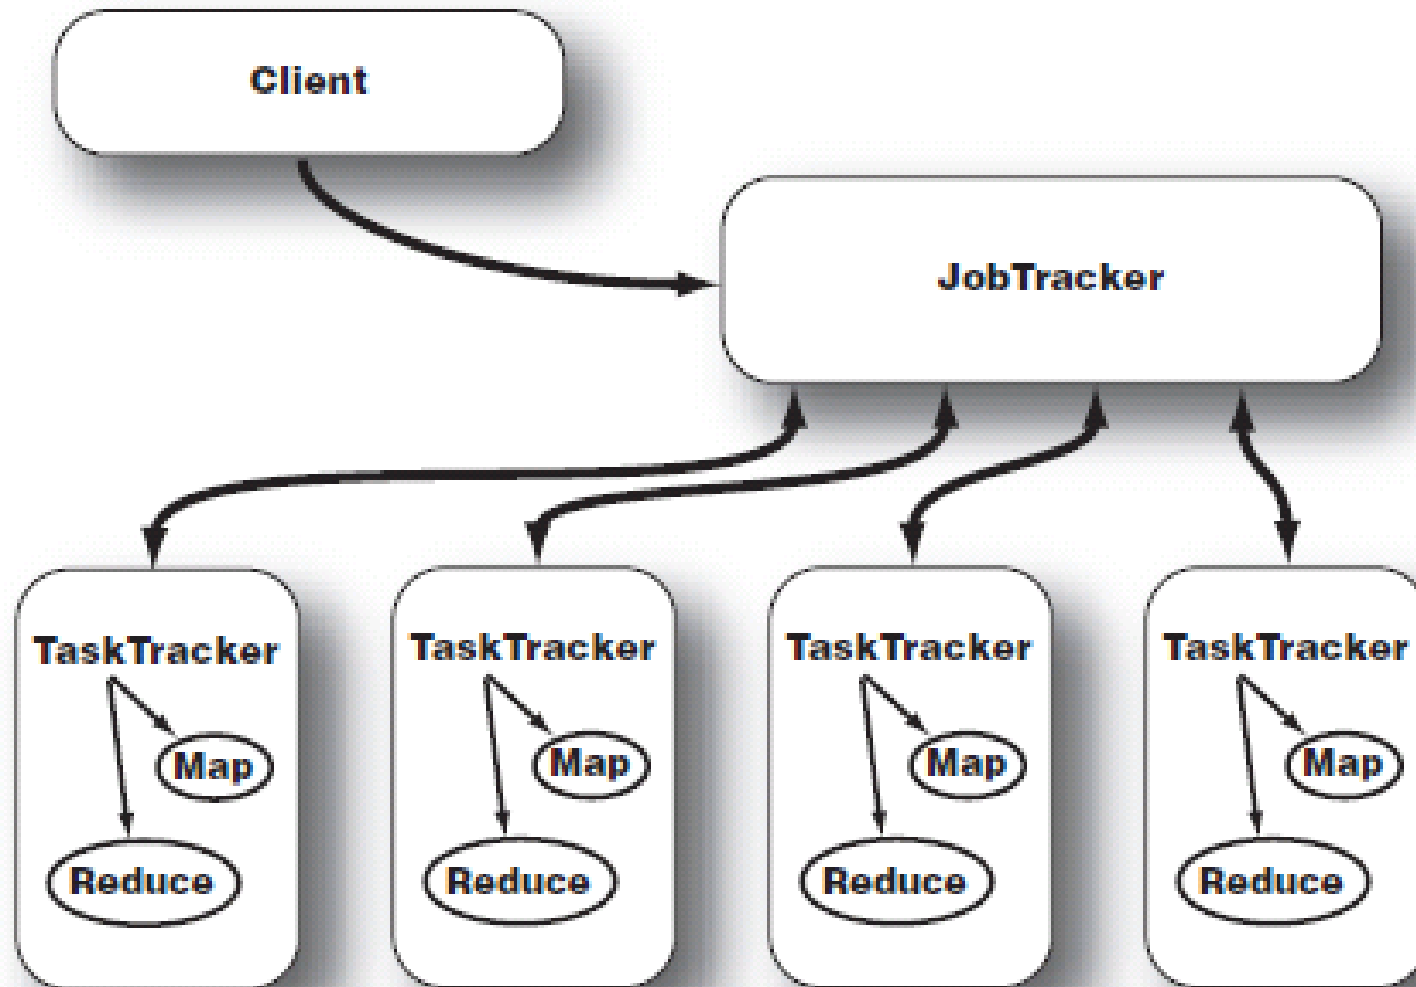 Client
JobTracker
TaskTracker
Map
Reduce
TaskTracker
Map
Reduce
TaskTracker
Map
Reduce
TaskTracker
Map
Reduce